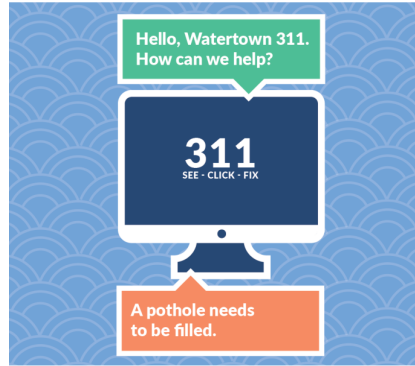 Hello, Watertown 311.
How can we help?
311
SEE - CLICK - FIX
A pothole needs
to be filled.